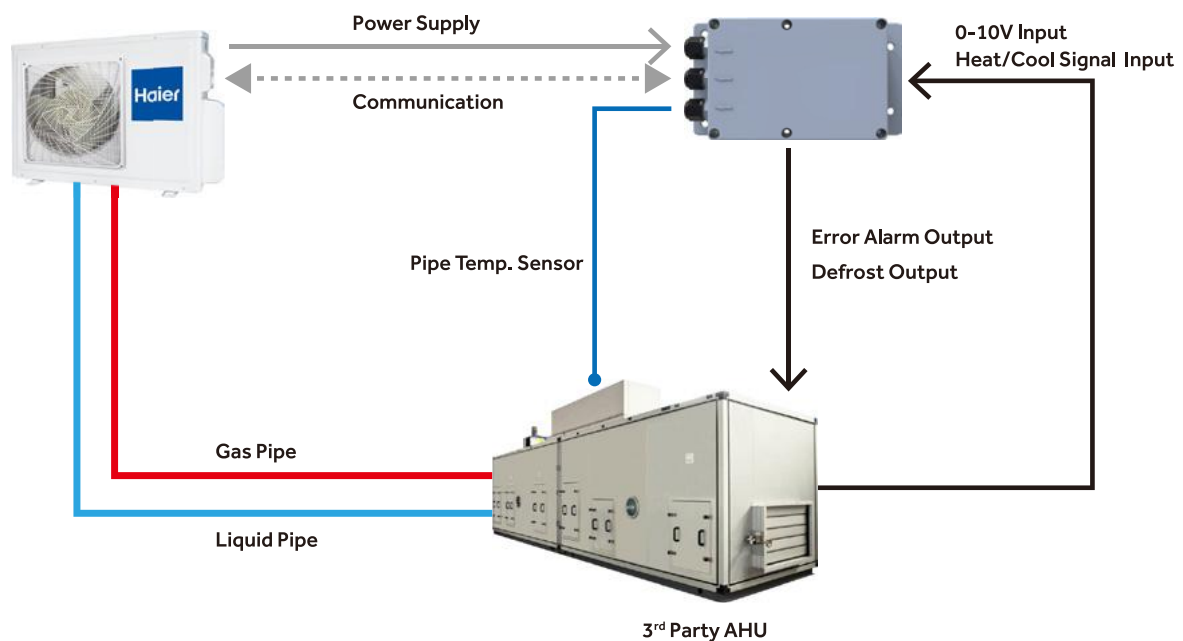 Power Supply
0-10V Input
Heat/Cool Signal Input
Haier
Communication
Error Alarm Output
Pipe Temp. Sensor
Defrost Output
Gas Pipe
Liquid Pipe
3rd Party AHU